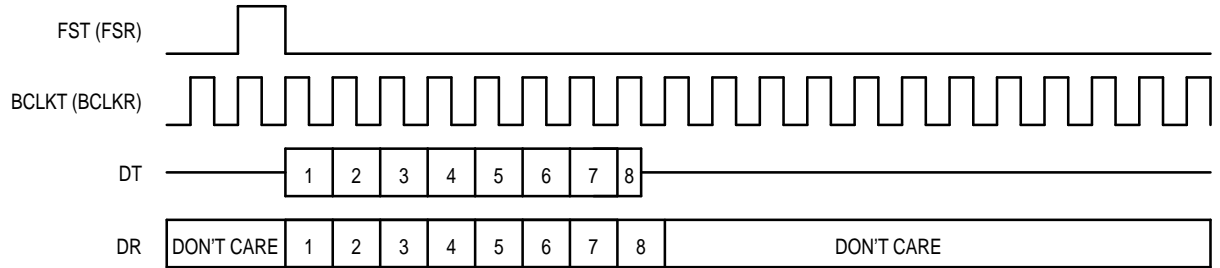 FST (FSR)
BCLKT (BCLKR)
DT 1 2 3 4 5 6 7 8
DR DON'T CARE 1 2 3 4 5 6 7 8 DON'T CARE